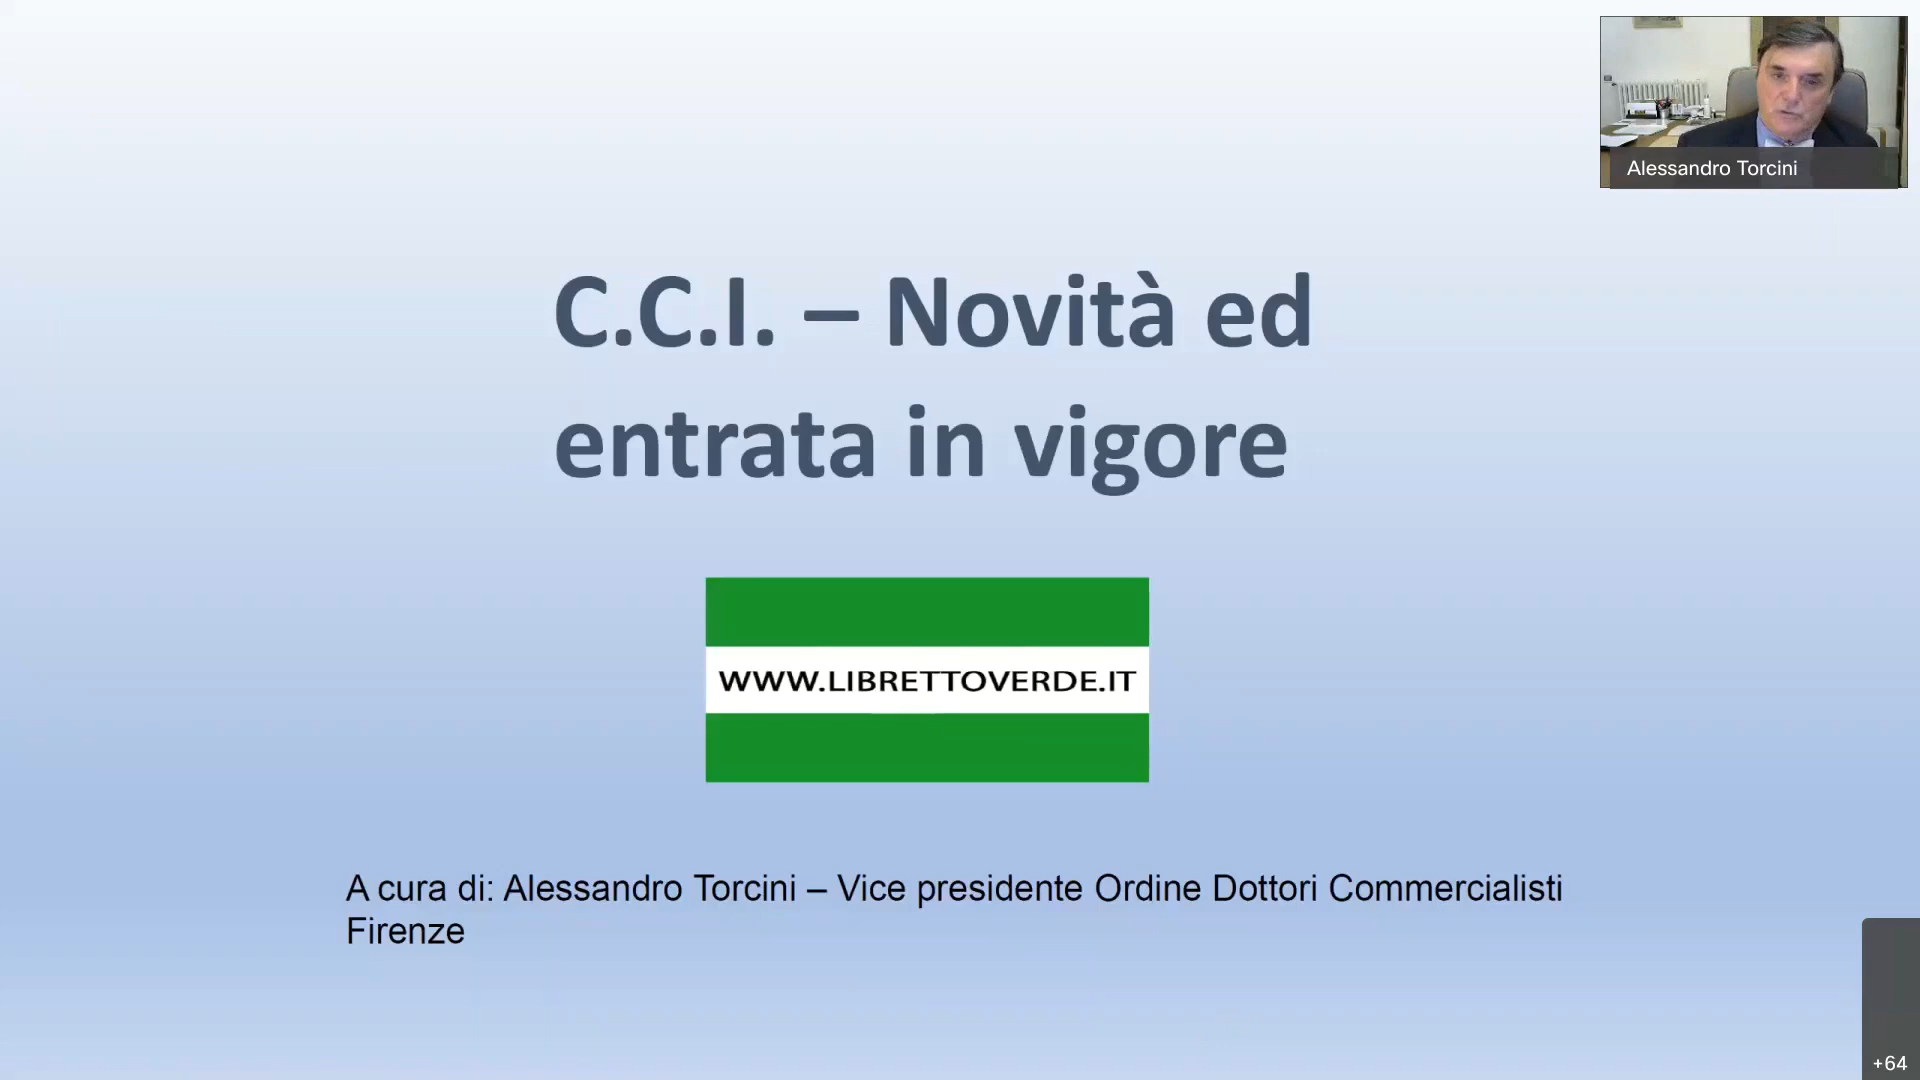 Alessandro Torcini
C.C.I. – Novità ed
entrata in vigore
WWW.LIBRETTOVERDE.IT
A cura di: Alessandro Torcini – Vice presidente Ordine Dottori Commercialisti
Firenze
+64